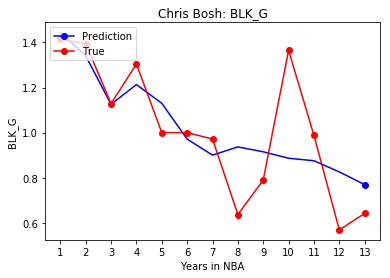 Chris Bosh: BLK_G
Prediction
True
1.4
1.2
1.0
0.8
0.6
BLK_G
1 2 3 4 5 6 7 8 9 10 11 12 13
Years in NBA